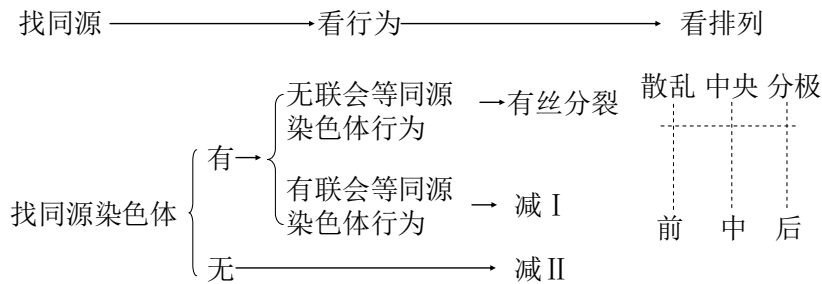 找同源 看行为 看排列
散乱 中央 分极
无联会等同源
染色体行为
有丝分裂
有
有联会等同源
染色体行为
减Ⅰ
找同源染色体
前 中 后
无
减Ⅱ